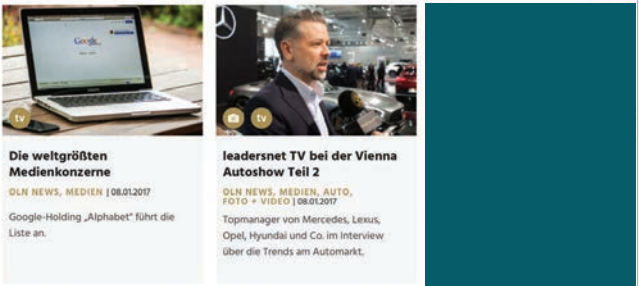 Google
tv
Die weltgrößten
Medienkonzerne
OLN NEWS, MEDIEN | 08.01.2017
Google-Holding „Alphabet" führt die
Liste an.
tv
leadersnet TV bei der Vienna
Autoshow Teil 2
OLN NEWS, MEDIEN, AUTO,
FOTO + VIDEO | 08.01.2017
Topmanager von Mercedes, Lexus,
Opel, Hyundai und Co. im Interview
über die Trends am Automarkt.